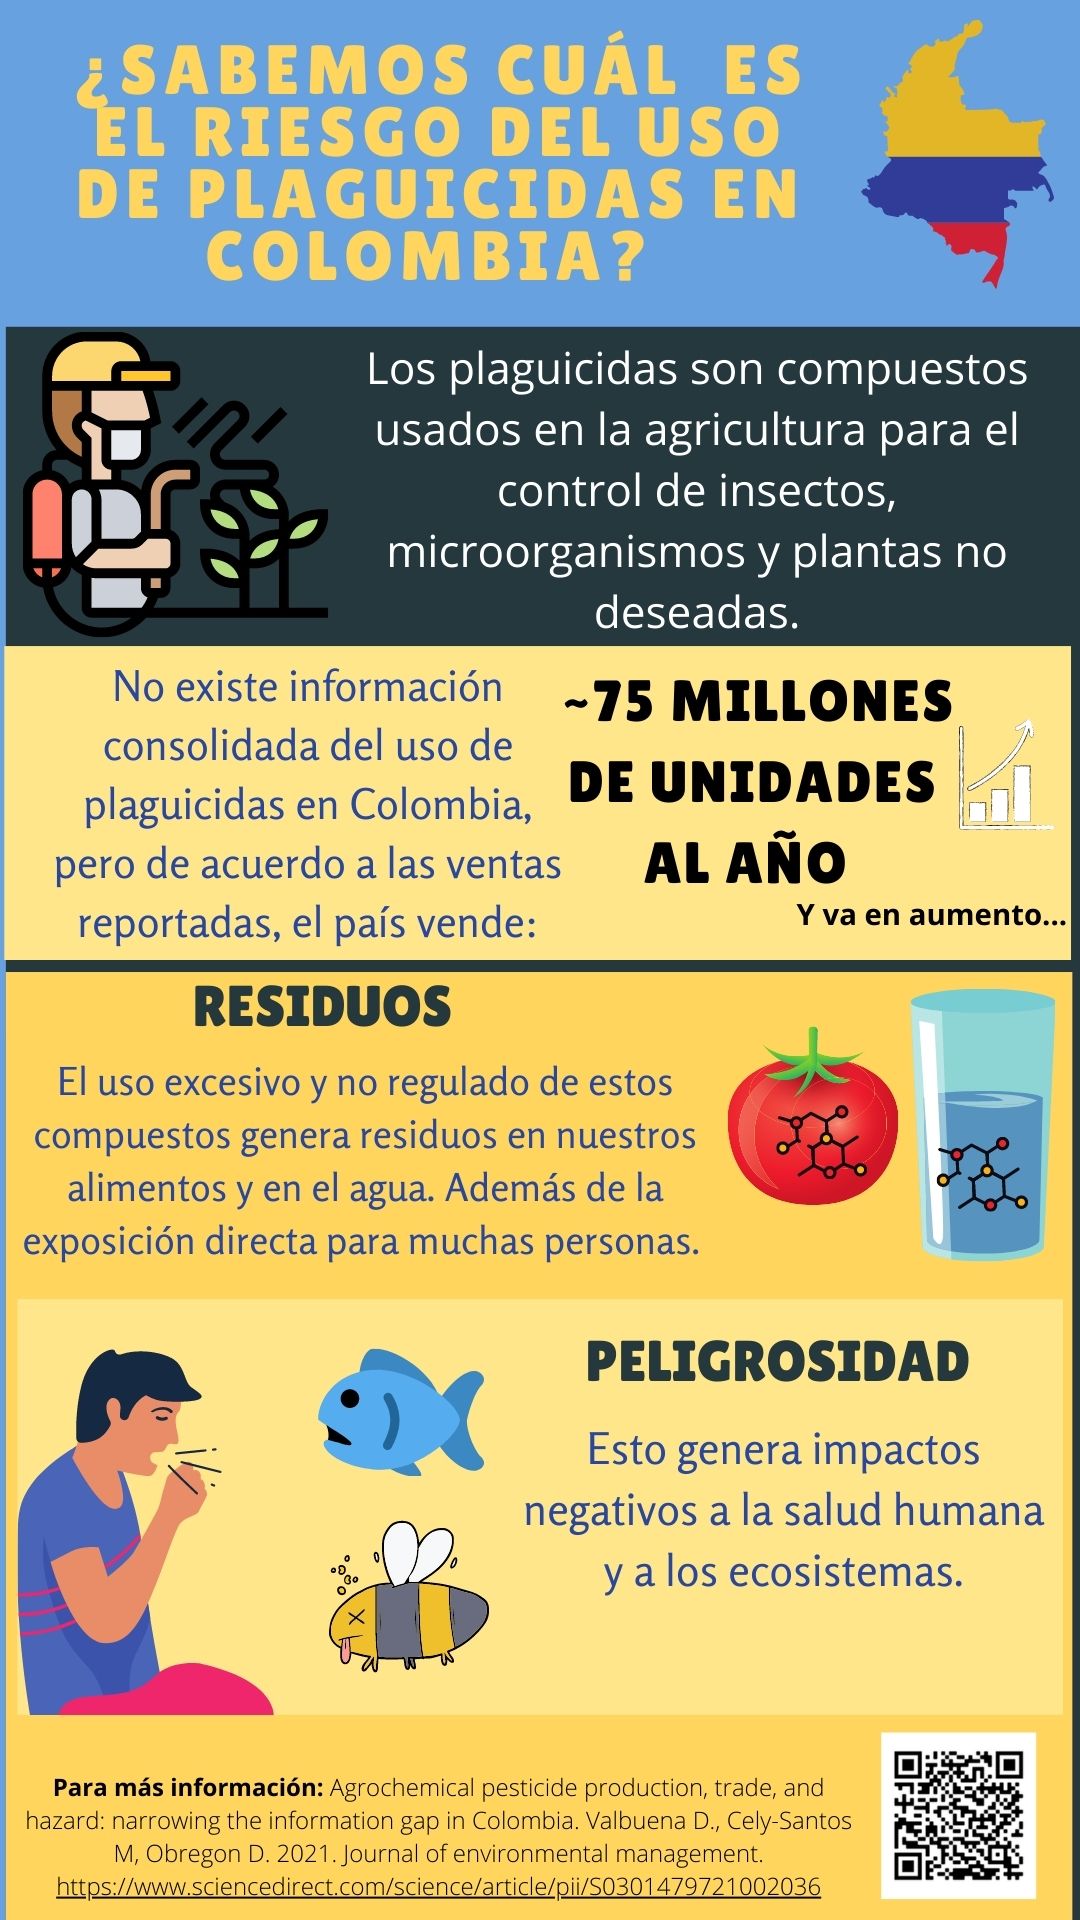 ¿SABEMOS CUÁL ES
EL RIESGO DEL USO
DE PLAGUICIDAS EN
COLOMBIA?
Los plaguicidas son compuestos
usados en la agricultura para el
control de insectos,
microorganismos y plantas no
deseadas.
No existe información
consolidada del uso de
plaguicidas en Colombia,
pero de acuerdo a las ventas
reportadas, el país vende:
~75 MILLONES
DE UNIDADES
AL AÑO
Y va en aumento...
RESIDUOS
El uso excesivo y no regulado de estos
compuestos genera residuos en nuestros
alimentos y en el agua. Además de la
exposición directa para muchas personas.
PELIGROSIDAD
Esto genera impactos
negativos a la salud humana
y a los ecosistemas.
Para más información: Agrochemical pesticide production, trade, and
hazard: narrowing the information gap in Colombia. Valbuena D., Cely-Santos
M, Obregon D. 2021. Journal of environmental management.
https://www.sciencedirect.com/science/article/pii/S0301479721002036